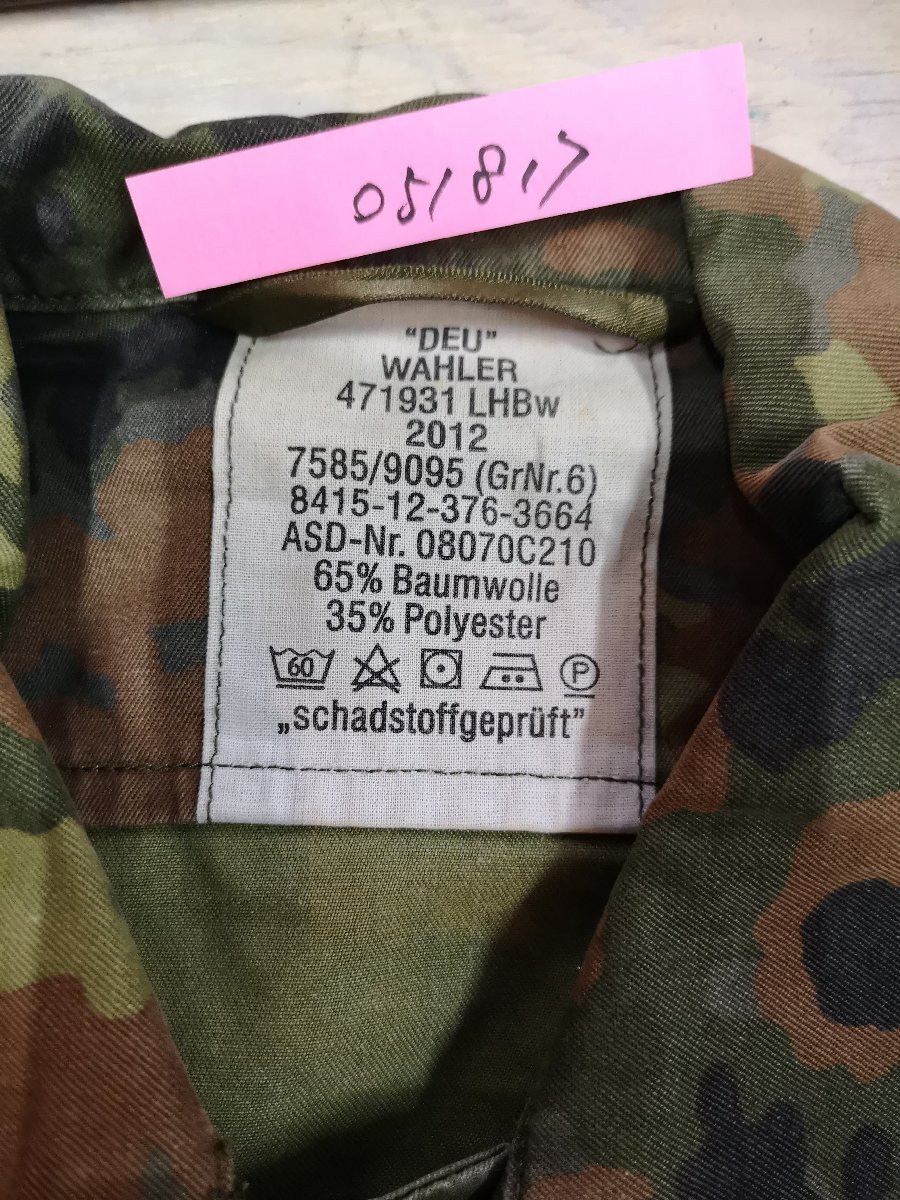 051817
"DEU"
WAHLER
471931 LHBw
2012
7585/9095 (GrNr.6)
8415-12-376-3664
ASD-Nr. 08070C210
65% Baumwolle
35% Polyester
60 P
„schadstoffgeprüft”